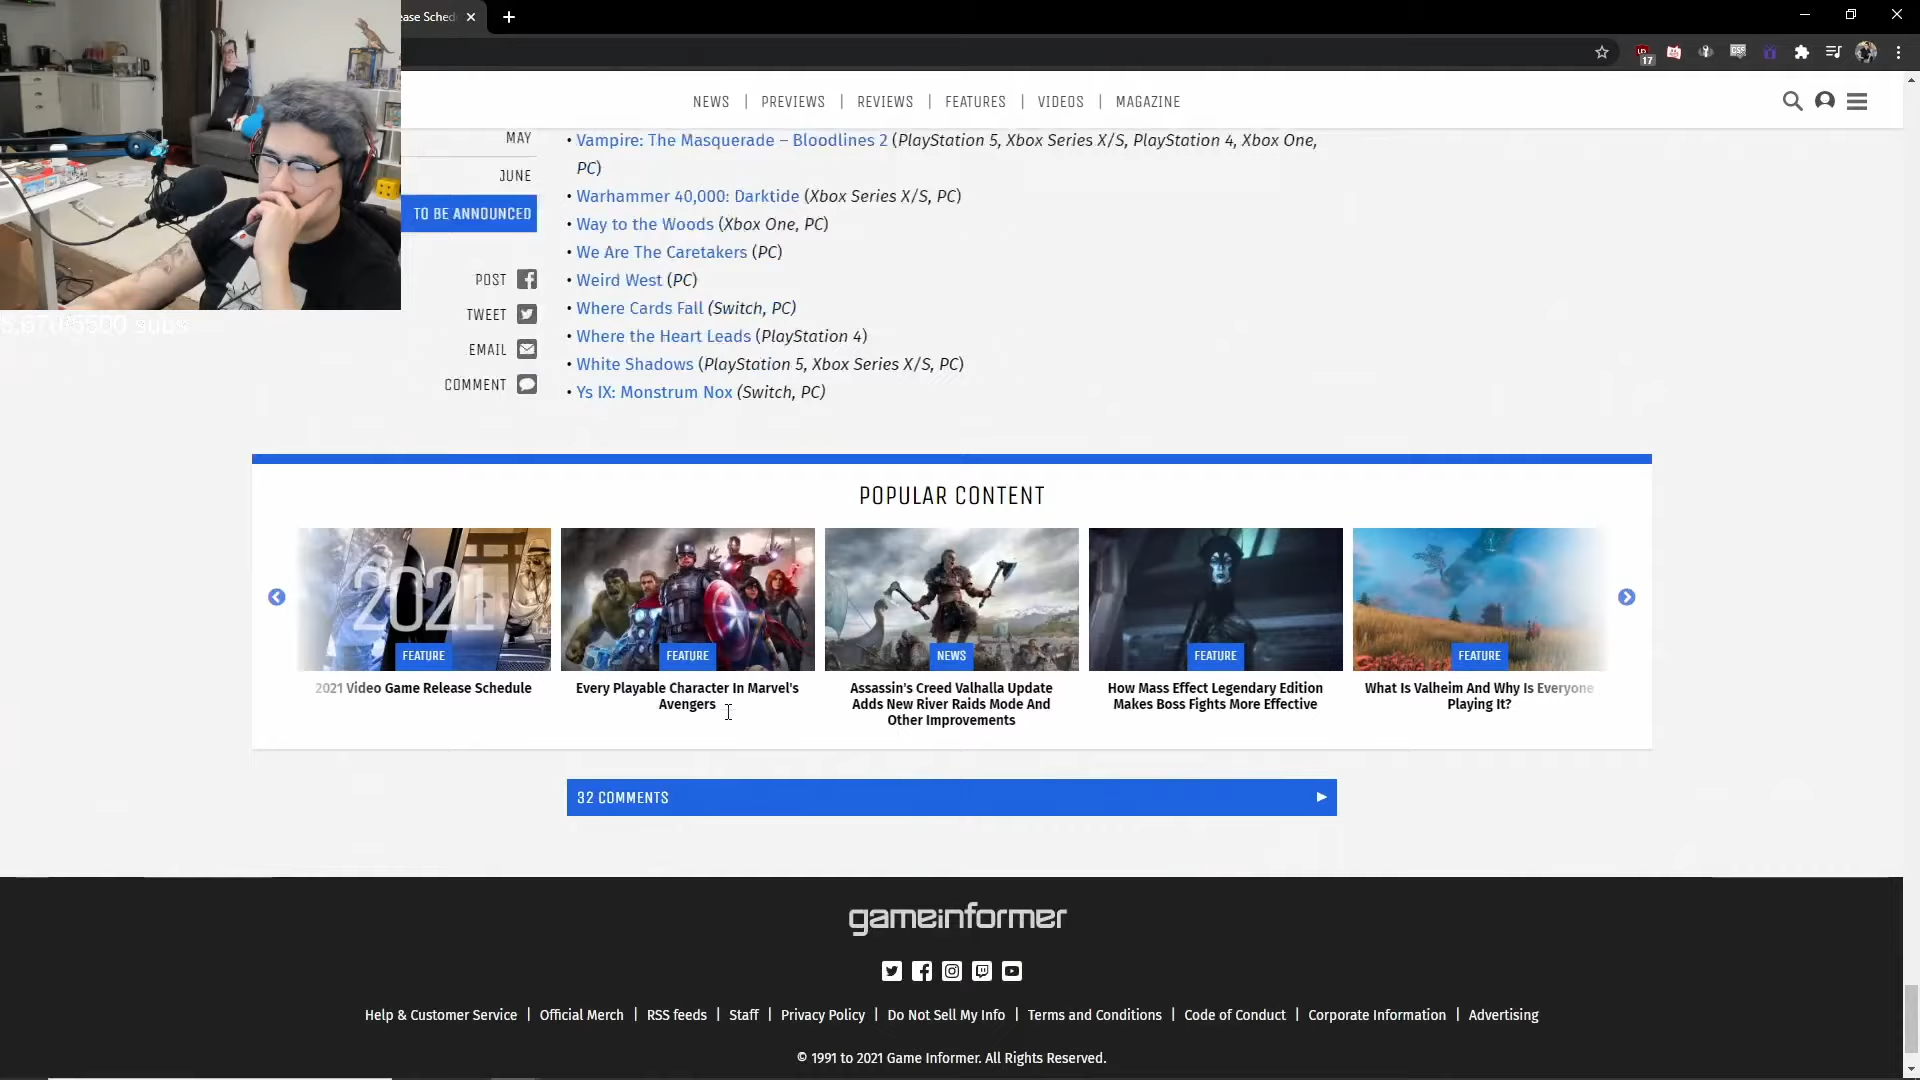 ease Sched
17
NEWS | PREVIEWS | REVIEWS | FEATURES | VIDEOS | MAGAZINE
MAY
JUNE
TO BE ANNOUNCED
POST
TWEET
EMAIL
COMMENT
• Vampire: The Masquerade – Bloodlines 2 (PlayStation 5, Xbox Series X/S, PlayStation 4, Xbox One,
PC)
• Warhammer 40,000: Darktide (Xbox Series X/S, PC)
• Way to the Woods (Xbox One, PC)
• We Are The Caretakers (PC)
• Weird West (PC)
• Where Cards Fall (Switch, PC)
• Where the Heart Leads (PlayStation 4)
• White Shadows (PlayStation 5, Xbox Series X/S, PC)
• Ys IX: Monstrum Nox (Switch, PC)
POPULAR CONTENT
2021
FEATURE
2021 Video Game Release Schedule
FEATURE
Every Playable Character In Marvel's
Avengers
NEWS
Assassin's Creed Valhalla Update
Adds New River Raids Mode And
Other Improvements
FEATURE
How Mass Effect Legendary Edition
Makes Boss Fights More Effective
FEATURE
What Is Valheim And Why Is Everyone
Playing It?
32 COMMENTS
gameinformer
Help & Customer Service | Official Merch | RSS feeds | Staff | Privacy Policy | Do Not Sell My Info | Terms and Conditions | Code of Conduct | Corporate Information | Advertising
© 1991 to 2021 Game Informer. All Rights Reserved.